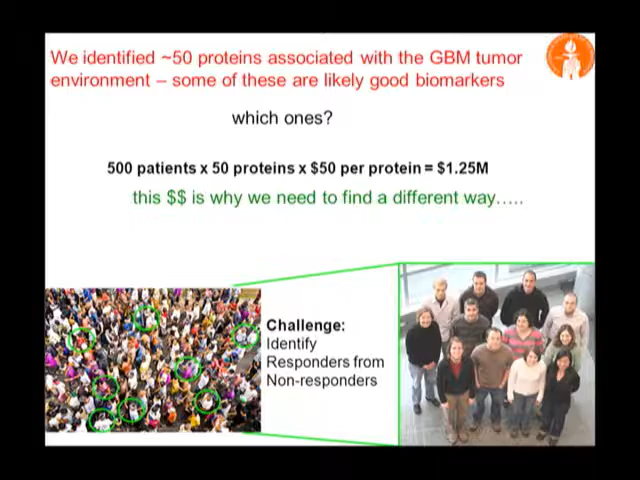 We identified ~50 proteins associated with the GBM tumor
environment – some of these are likely good biomarkers
which ones?
500 patients x 50 proteins x $50 per protein = $1.25M
this $$ is why we need to find a different way…..
Challenge:
Identify
Responders from
Non-responders